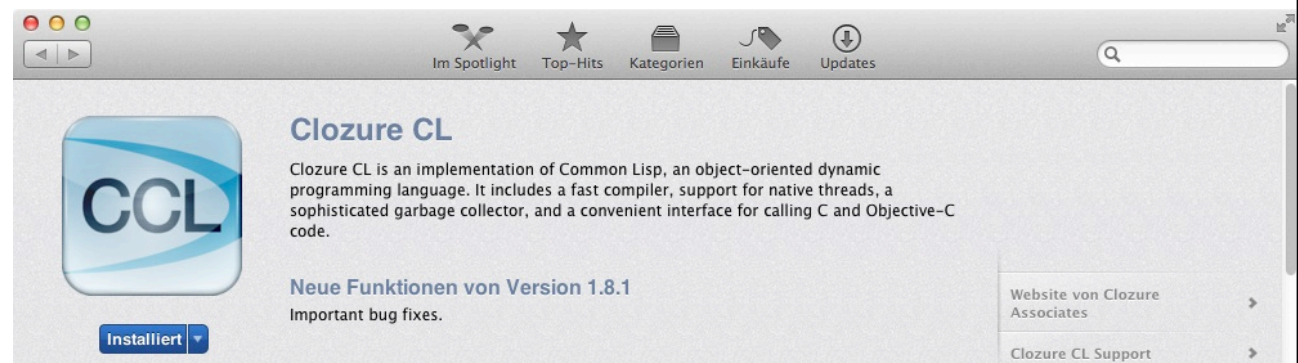 Im Spotlight
Top-Hits
Kategorien
Einkäufe
Updates
CCL
Clozure CL
Clozure CL is an implementation of Common Lisp, an object-oriented dynamic
programming language. It includes a fast compiler, support for native threads, a
sophisticated garbage collector, and a convenient interface for calling C and Objective-C
code.
Neue Funktionen von Version 1.8.1
Important bug fixes.
Installiert
Website von Clozure
Associates
Clozure CL Support